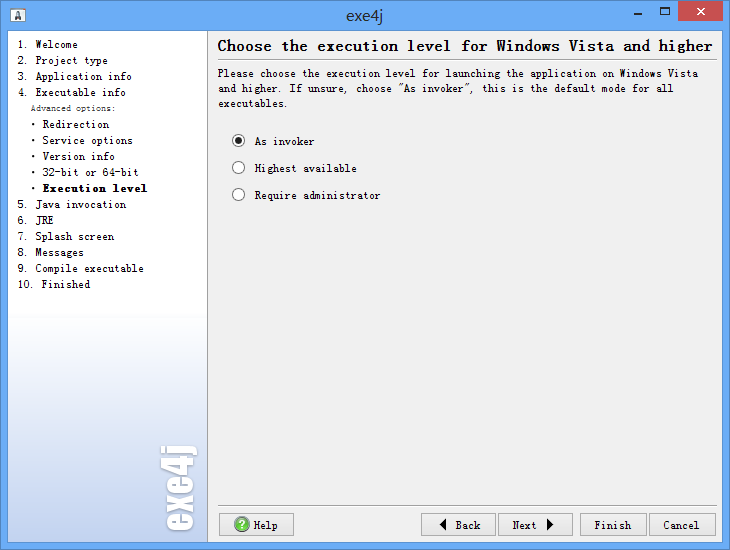 exe4j
1. Welcome
2. Project type
3. Application info
4. Executable info
Advanced options:
· Redirection
· Service options
· Version info
· 32-bit or 64-bit
· Execution level
5. Java invocation
6. JRE
7. Splash screen
8. Messages
9. Compile executable
10. Finished
exe4j
Choose the execution level for Windows Vista and higher
Please choose the execution level for launching the application on Windows Vista
and higher. If unsure, choose "As invoker", this is the default mode for all
executables.
As invoker
Highest available
Require administrator
Help
Back
Next
Finish
Cancel